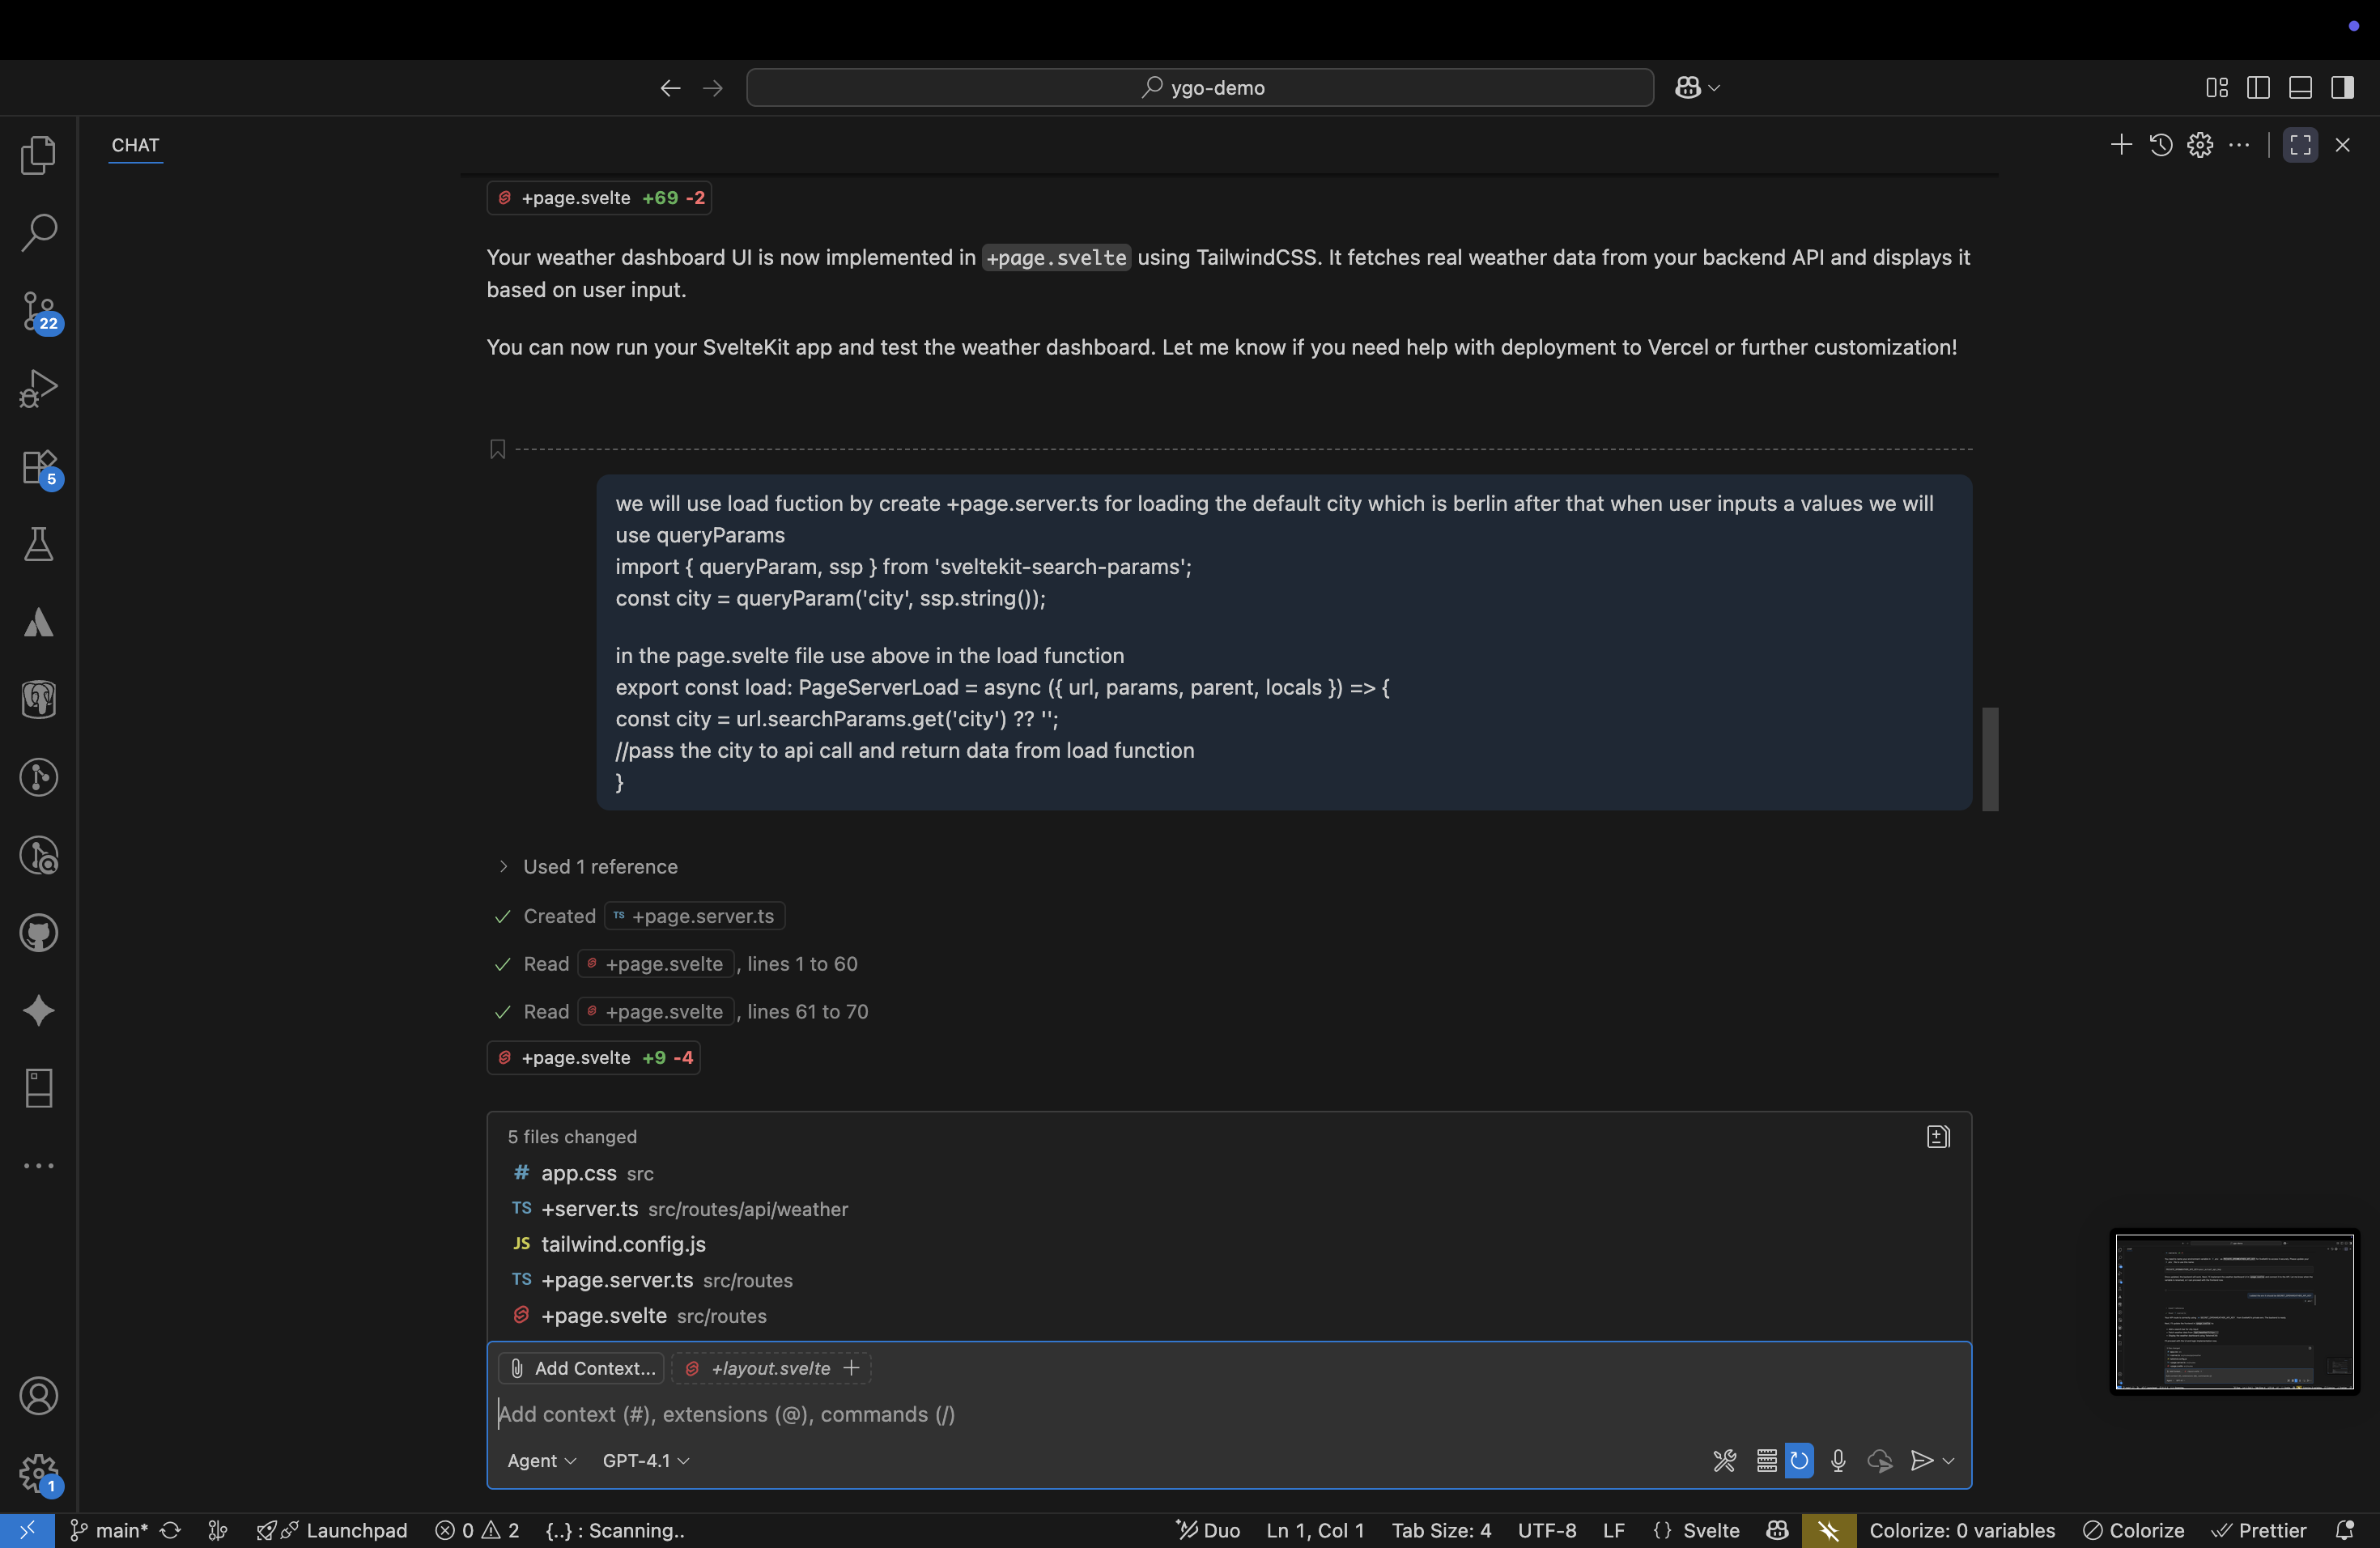 ygo-demo
CHAT
+page.svelte +69 -2
Your weather dashboard UI is now implemented in +page.svelte using TailwindCSS. It fetches real weather data from your backend API and displays it
based on user input.
You can now run your SvelteKit app and test the weather dashboard. Let me know if you need help with deployment to Vercel or further customization!
22
5
we will use load fuction by create +page.server.ts for loading the default city which is berlin after that when user inputs a values we will
use queryParams
import { queryParam, ssp } from 'sveltekit-search-params';
const city = queryParam('city', ssp.string());
in the page.svelte file use above in the load function
export const load: PageServerLoad = async ({ url, params, parent, locals }) => {
const city = url.searchParams.get('city') ?? '';
//pass the city to api call and return data from load function
}
Used 1 reference
Created TS +page.server.ts
Read +page.svelte , lines 1 to 60
Read +page.svelte , lines 61 to 70
+page.svelte +9 -4
5 files changed
# app.css src
TS +server.ts src/routes/api/weather
JS tailwind.config.js
TS +page.server.ts src/routes
+page.svelte src/routes
Add Context... +layout.svelte +
Add context (#), extensions (@), commands (/)
Agent GPT-4.1
1
main* Launchpad 0 2 {..} : Scanning.. Duo Ln 1, Col 1 Tab Size: 4 UTF-8 LF {} Svelte Colorize: 0 variables Colorize Prettier